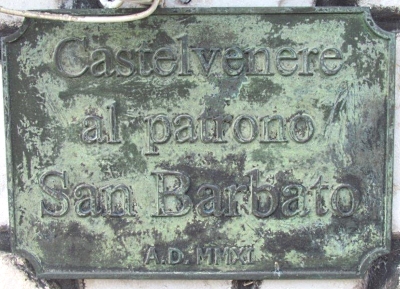 Castelvenere
al patrono
San Barbato
A.D. MMXI